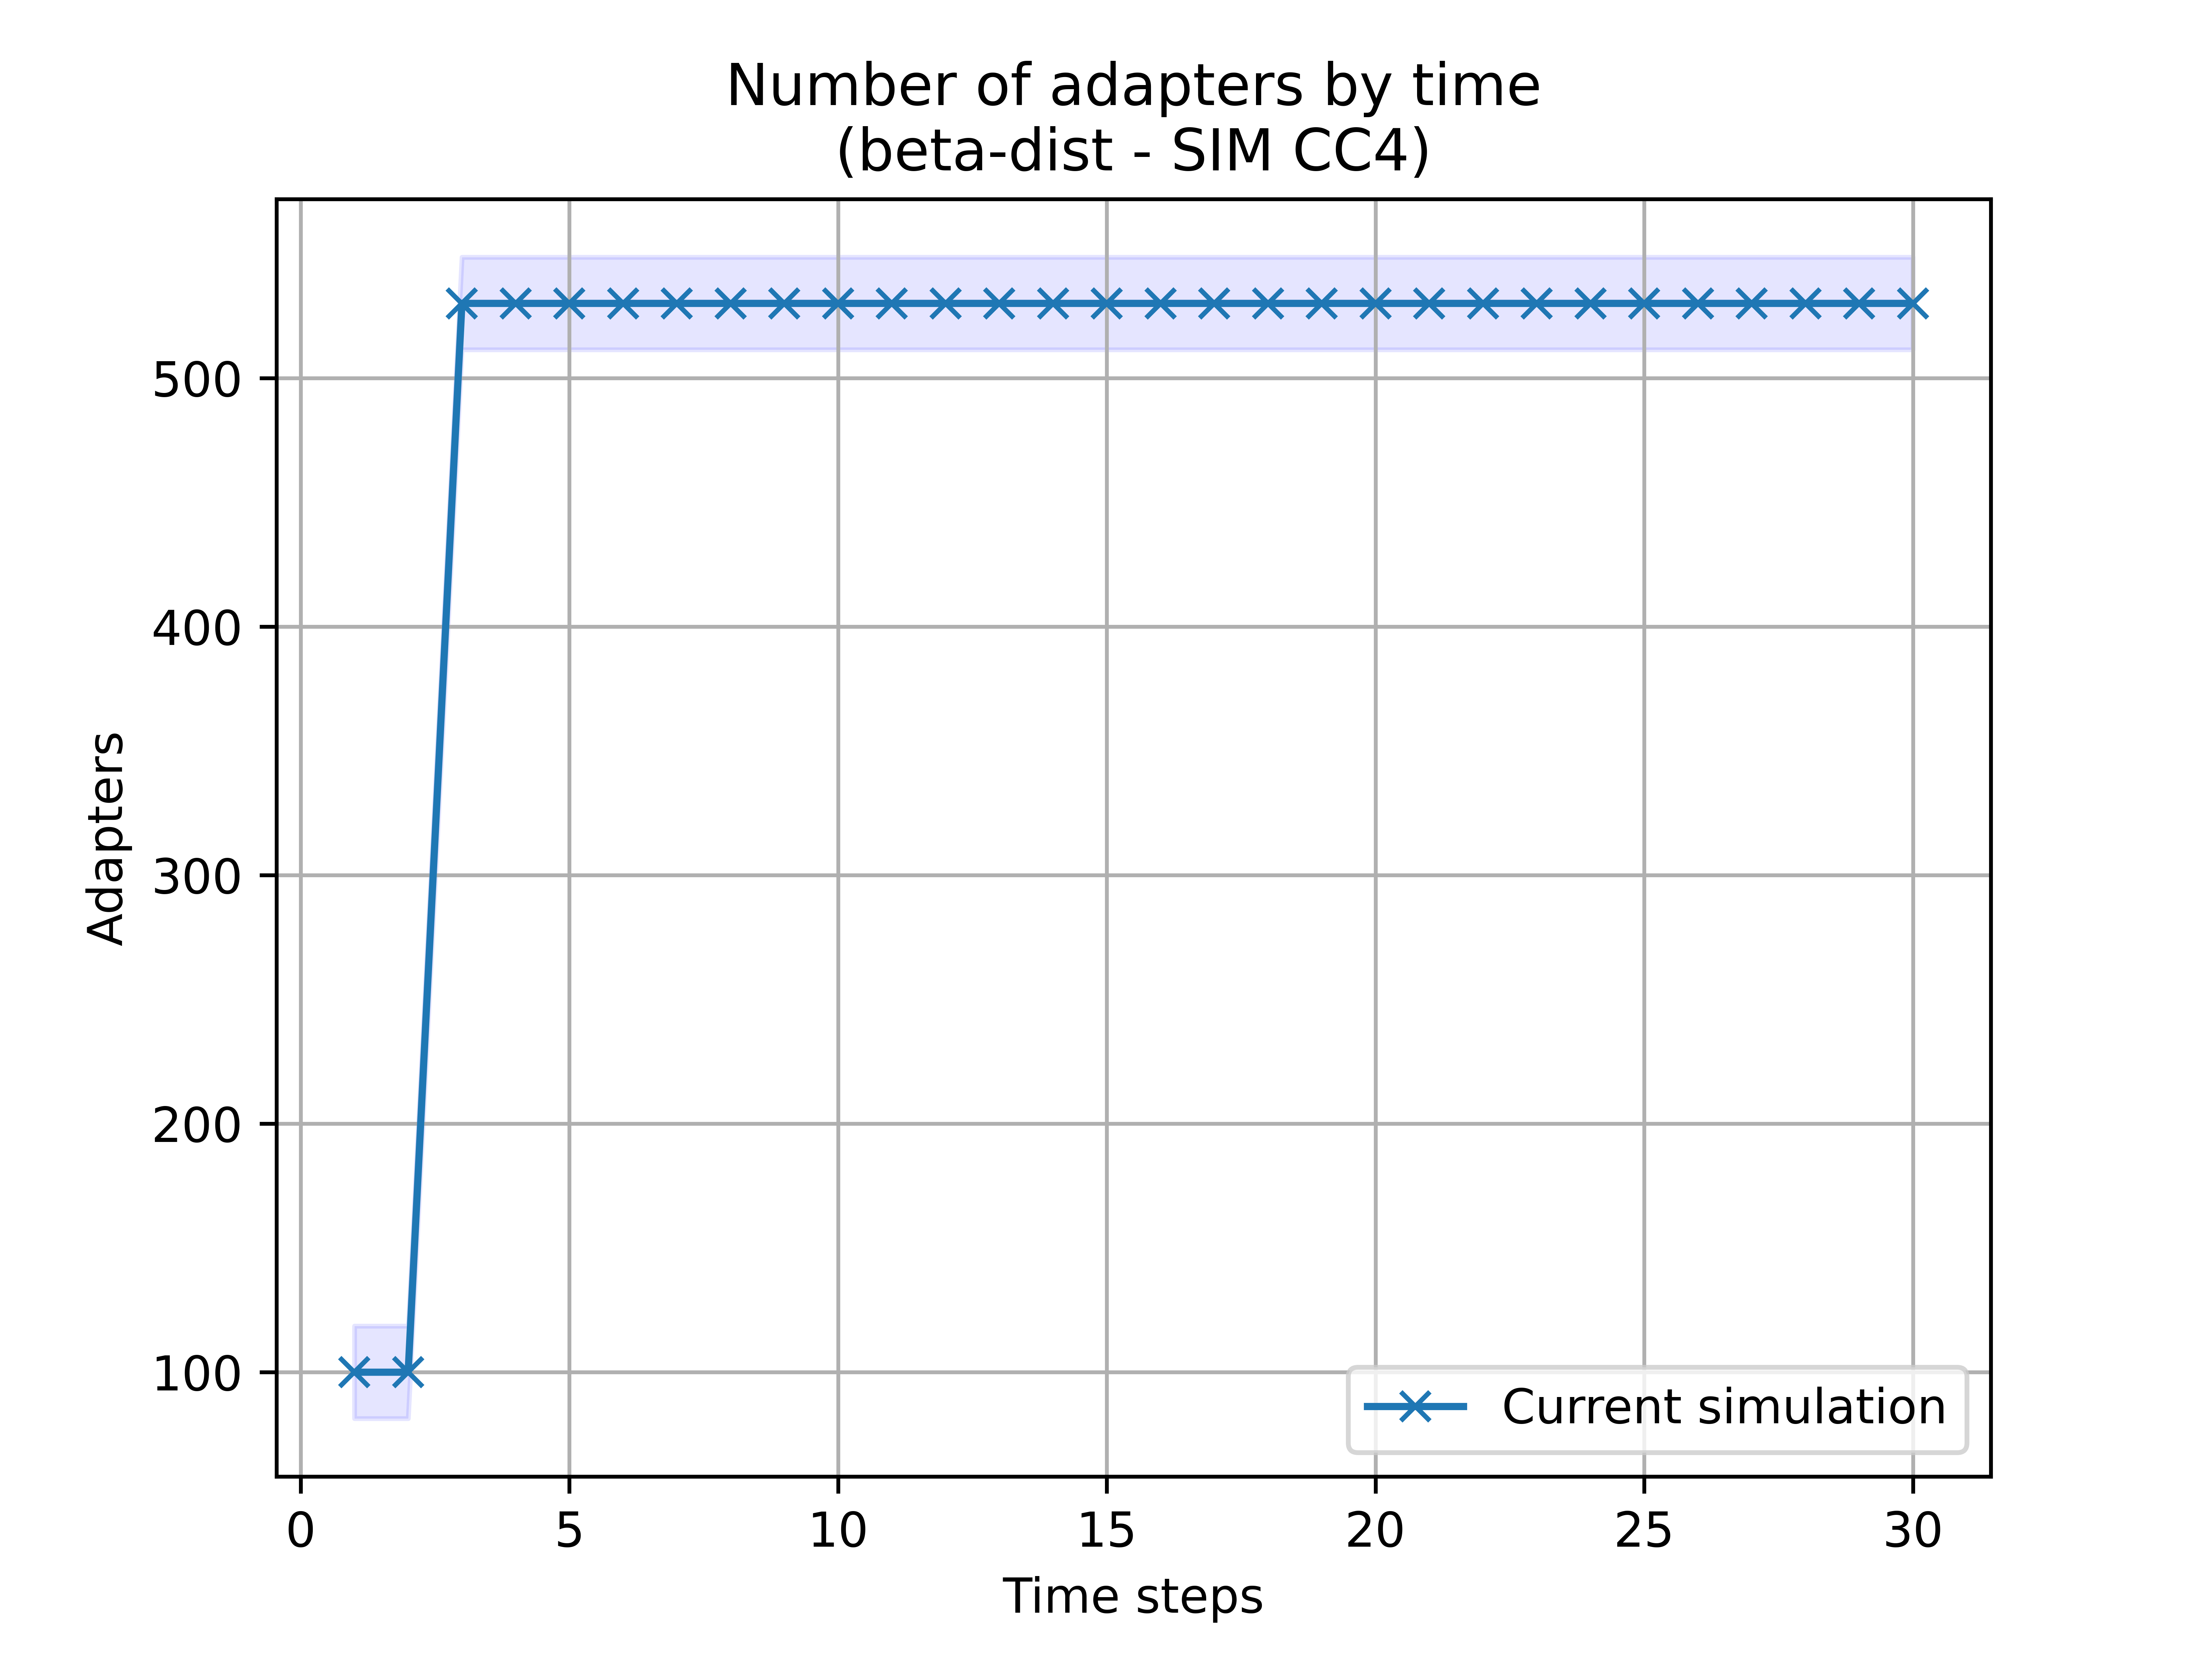 Number of adapters by time
(beta-dist - SIM CC4)
500
400
300
200
100
Adapters
Current simulation
0 5 10 15 20 25 30
Time steps